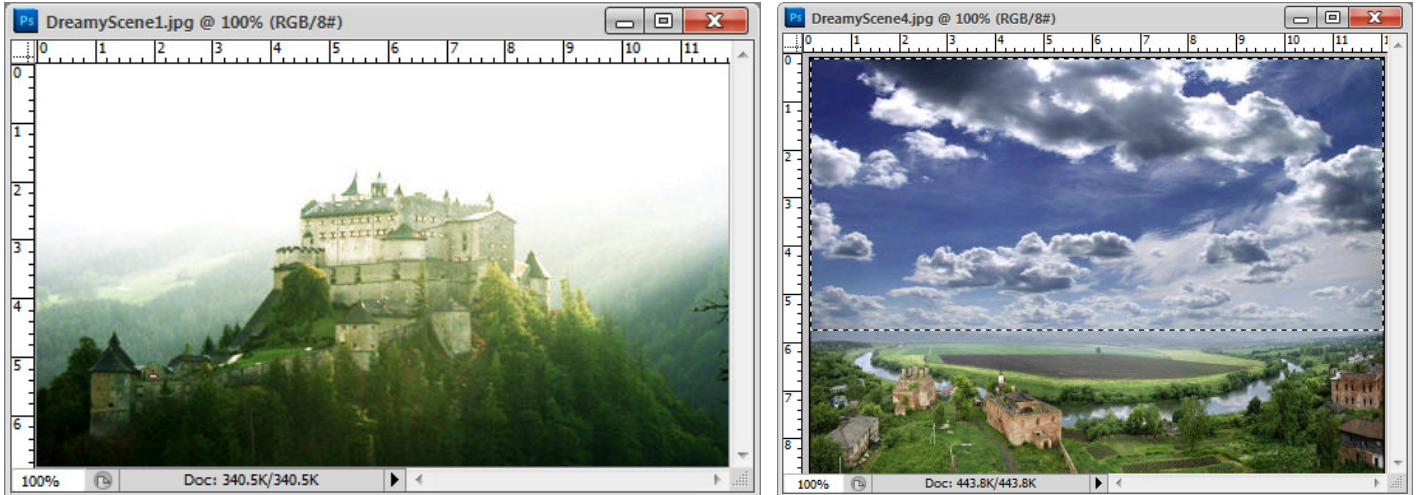 Ps DreamyScene1.jpg @ 100% (RGB/8#)
0 1 2 3 4 5 6 7 8 9 10 11
0
1
2
3
4
5
6
100% Doc: 340.5K/340.5K
Ps DreamyScene4.jpg @ 100% (RGB/8#)
0 1 2 3 4 5 6 7 8 9 10 11 1
0
1
2
3
4
5
6
7
8
100% Doc: 443.8K/443.8K